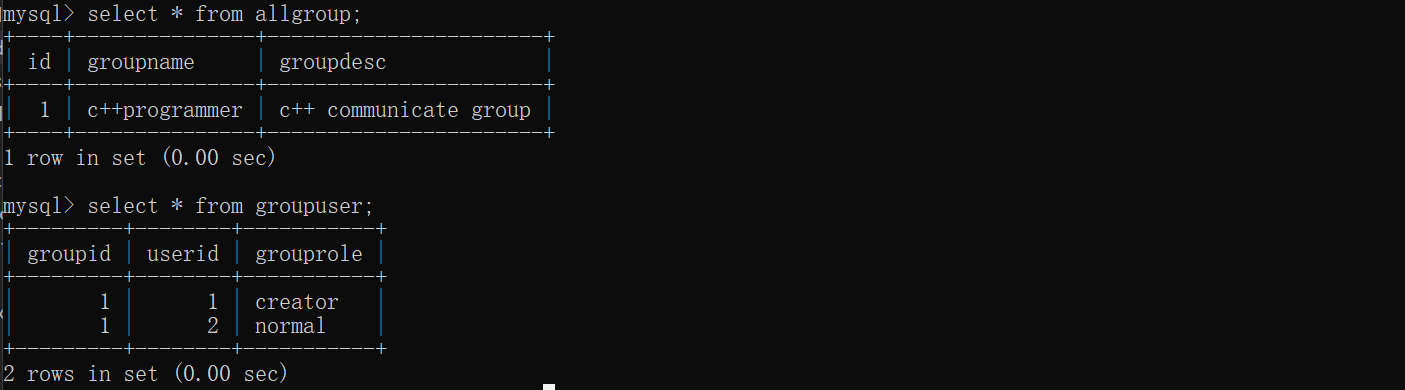 mysql> select * from allgroup;
+----+---------------+-----------------------+
| id | groupname     | groupdesc             |
+----+---------------+-----------------------+
|  1 | c++programmer | c++ communicate group |
+----+---------------+-----------------------+
1 row in set (0.00 sec)
mysql> select * from groupuser;
+---------+--------+-----------+
| groupid | userid | grouprole |
+---------+--------+-----------+
|       1 |      1 | creator   |
|       1 |      2 | normal    |
+---------+--------+-----------+
2 rows in set (0.00 sec)